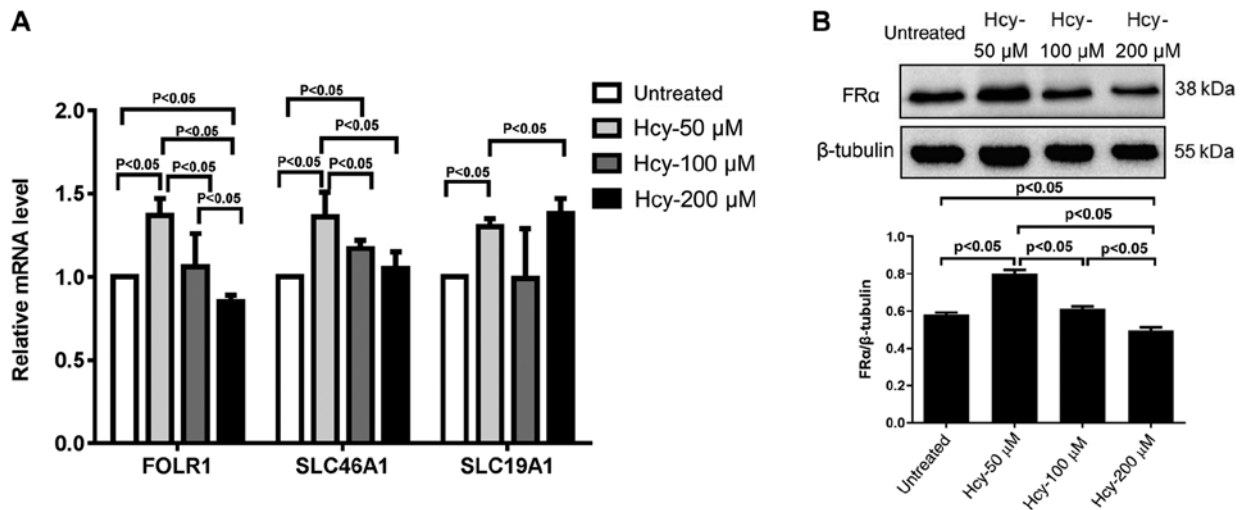 A
P<0.05
P<0.05
P<0.05
P<0.05
P<0.05
P<0.05
P<0.05
P<0.05
P<0.05
P<0.05
P<0.05
Untreated
Hcy-50 μM
Hcy-100 μM
Hcy-200 μM
Relative mRNA level
2.0
1.5
1.0
0.5
0.0
FOLR1
SLC46A1
SLC19A1
B
Untreated
Hcy-
50 μM
Hcy-
100 μM
Hcy-
200 μM
FRα
38 kDa
β-tubulin
55 kDa
p<0.05
p<0.05
p<0.05
p<0.05
p<0.05
FRα/β-tubulin
1.0
0.8
0.6
0.4
0.2
0.0
Untreated
Hcy-50 μM
Hcy-100 μM
Hcy-200 μM